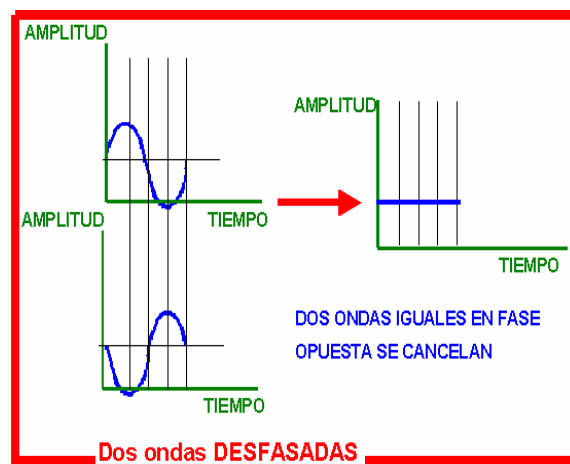 AMPLITUD
TIEMPO
AMPLITUD
TIEMPO
AMPLITUD
TIEMPO
DOS ONDAS IGUALES EN FASE
OPUESTA SE CANCELAN
Dos ondas DESFASADAS